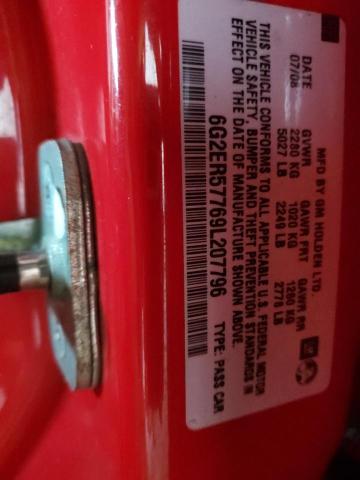 MFD BY GM HOLDEN LTD.
DATE GVWR GAWR FRT GAWR RR
07/08 2280 KG 1020 KG 1260 KG
5027 LB 2249 LB 2778 LB
THIS VEHICLE CONFORMS TO ALL APPLICABLE U.S. FEDERAL MOTOR
VEHICLE SAFETY, BUMPER AND THEFT PREVENTION STANDARDS IN
EFFECT ON THE DATE OF MANUFACTURE SHOWN ABOVE.
6G2ER57769L207796 TYPE: PASS CAR